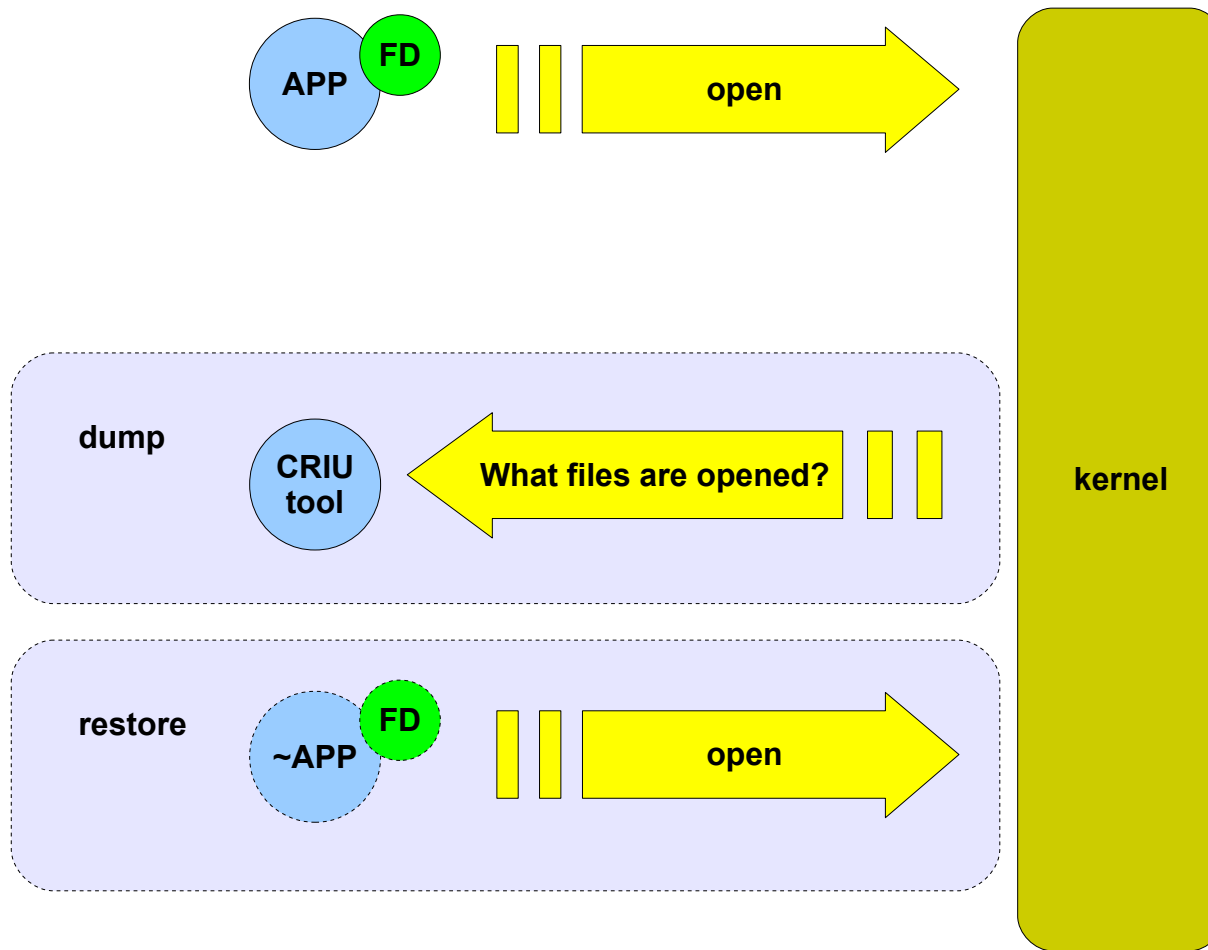 APP
FD
open
dump
CRIU
tool
What files are opened?
kernel
restore
~APP
FD
open